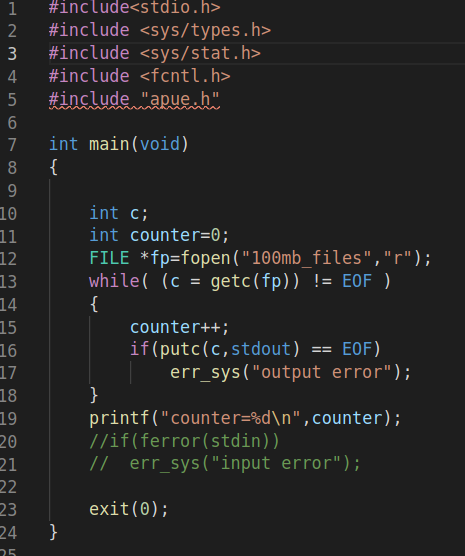 1 #include<stdio.h>
2 #include <sys/types.h>
3 #include <sys/stat.h>
4 #include <fcntl.h>
5 #include "apue.h"
6
7 int main(void)
8 {
9
10     int c;
11     int counter=0;
12     FILE *fp=fopen("100mb_files","r");
13     while( (c = getc(fp)) != EOF )
14     {
15         counter++;
16         if(putc(c,stdout) == EOF)
17             err_sys("output error");
18     }
19     printf("counter=%d\n",counter);
20     //if(ferror(stdin))
21     //  err_sys("input error");
22
23     exit(0);
24 }
25